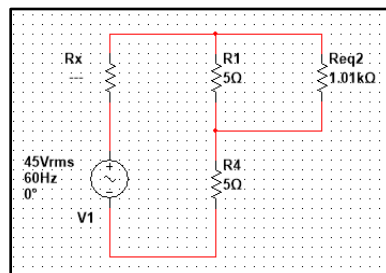 Rx
---
R1
5Ω
Req2
1.01kΩ
45Vrms
60Hz
0°
V1
R4
5Ω